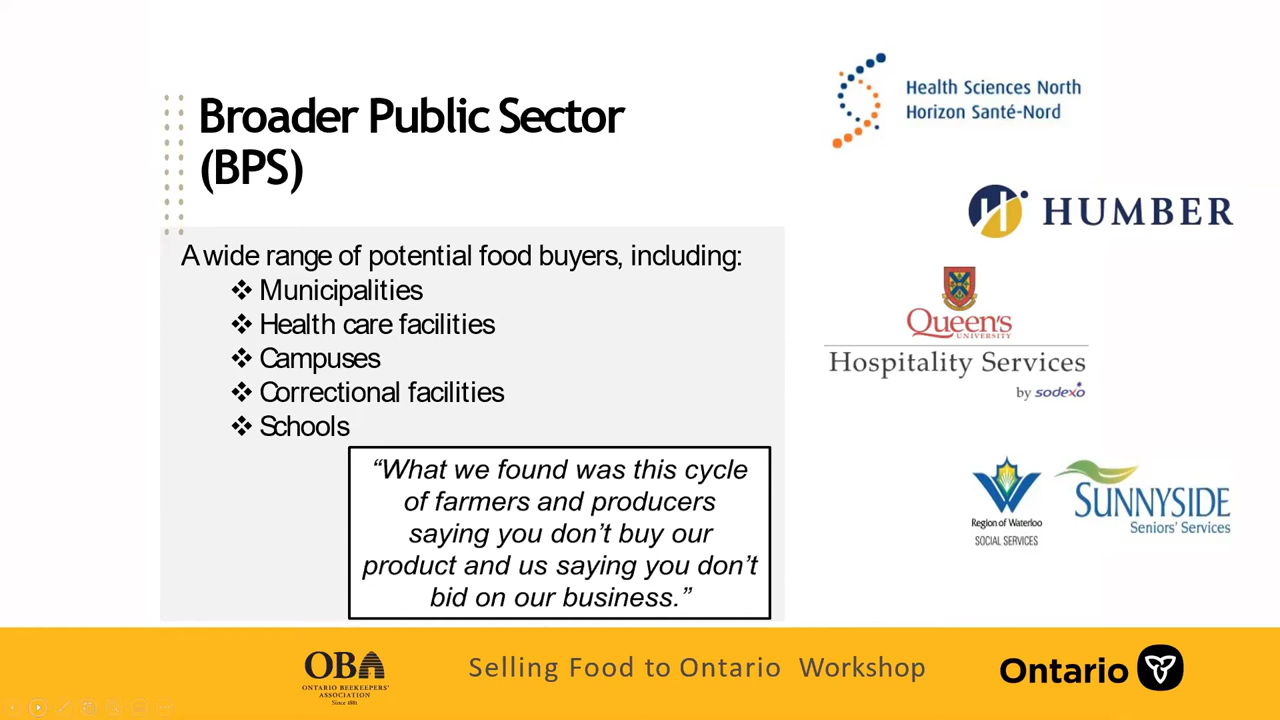 Broader Public Sector
(BPS)
A wide range of potential food buyers, including:
❖ Municipalities
❖ Health care facilities
❖ Campuses
❖ Correctional facilities
❖ Schools
“What we found was this cycle
of farmers and producers
saying you don’t buy our
product and us saying you don’t
bid on our business.”
Health Sciences North
Horizon Santé-Nord
HUMBER
Queen's
UNIVERSITY
Hospitality Services
by sodexo
Region of Waterloo
SOCIAL SERVICES
SUNNYSIDE
Seniors' Services
OBA
ONTARIO BEEKEEPERS'
ASSOCIATION
Since 1881
Selling Food to Ontario Workshop
Ontario